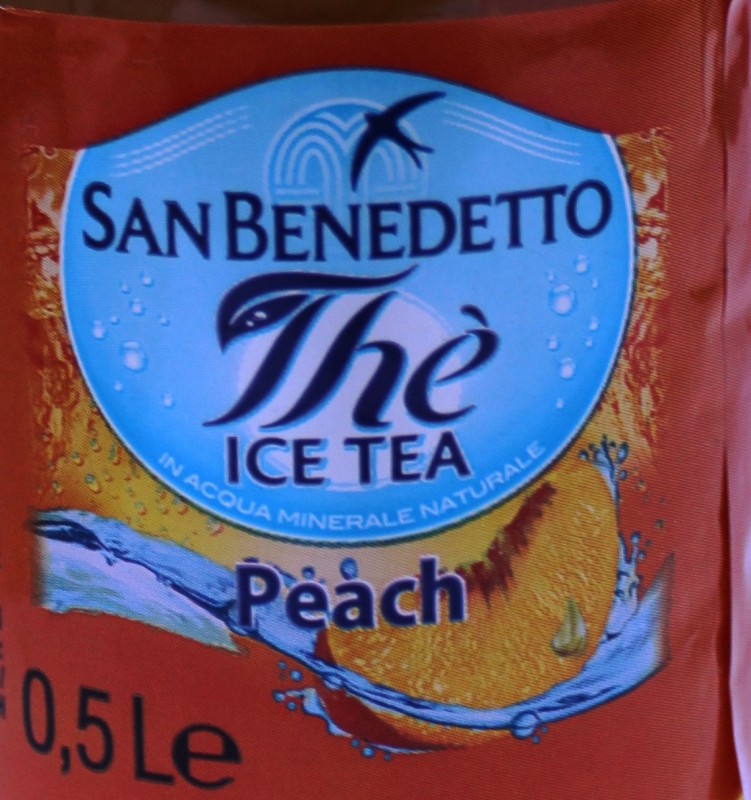 SAN BENEDETTO
Thè
ICE TEA
IN ACQUA MINERALE NATURALE
Peach
0,5 L e